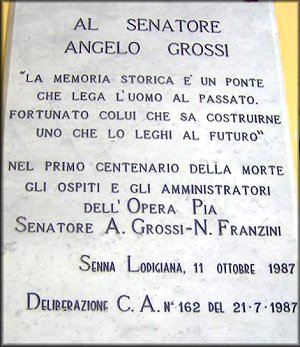 AL SENATORE
ANGELO GROSSI
"LA MEMORIA STORICA E' UN PONTE
CHE LEGA L'UOMO AL PASSATO.
FORTUNATO COLUI CHE SA COSTRUIRNE
UNO CHE LO LEGHI AL FUTURO"
NEL PRIMO CENTENARIO DELLA MORTE
GLI OSPITI E GLI AMMINISTRATORI
DELL'OPERA PIA
SENATORE A. GROSSI-N. FRANZINI
SENNA LODIGIANA, 11 OTTOBRE 1987
DELIBERAZIONE C. A. N° 162 DEL 21-7-1987